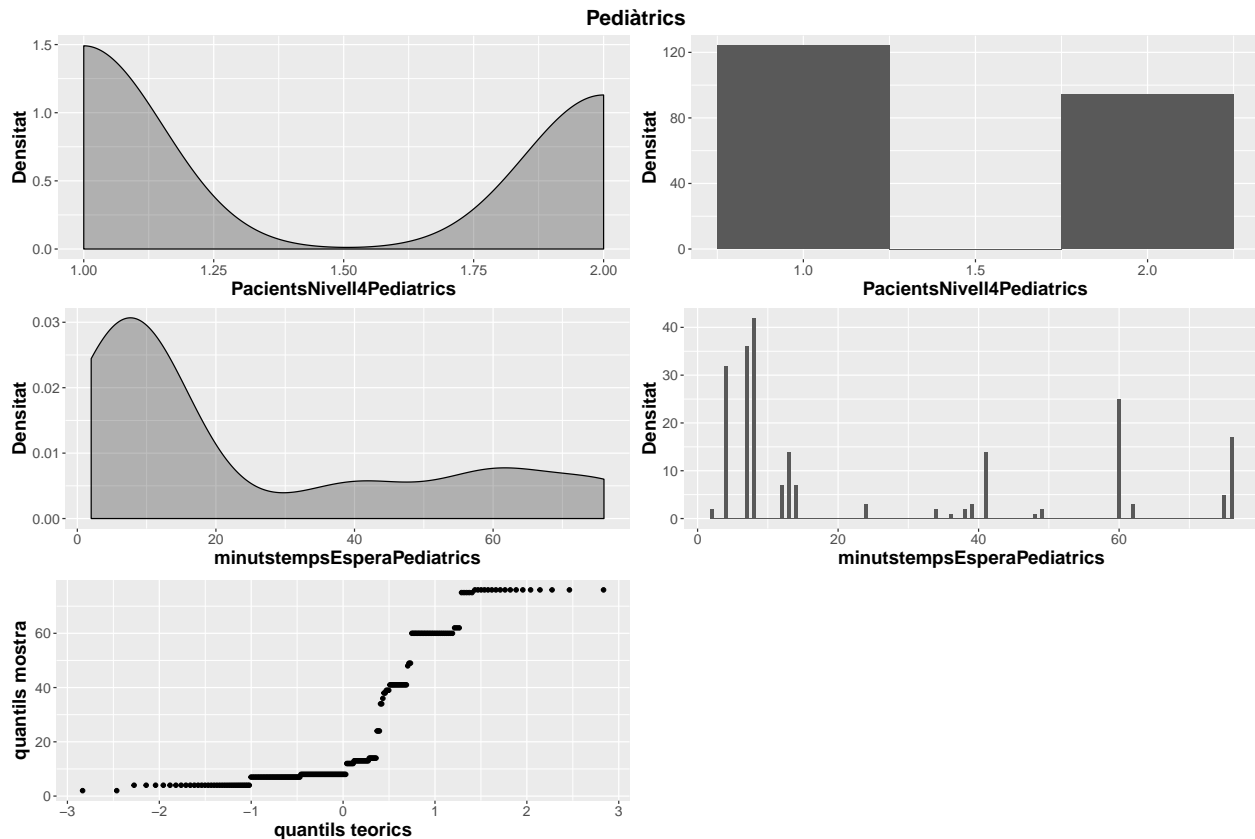 Pediàtrics
Densitat
1.5
1.0
0.5
0.0
1.00 1.25 1.50 1.75 2.00
PacientsNivell4Pediatrics
Densitat
120
80
40
0
1.0 1.5 2.0
PacientsNivell4Pediatrics
Densitat
0.03
0.02
0.01
0.00
0 20 40 60
minutstempsEsperaPediatrics
Densitat
40
30
20
10
0
0 20 40 60
minutstempsEsperaPediatrics
quantils mostra
60
40
20
0
−3 −2 −1 0 1 2 3
quantils teorics